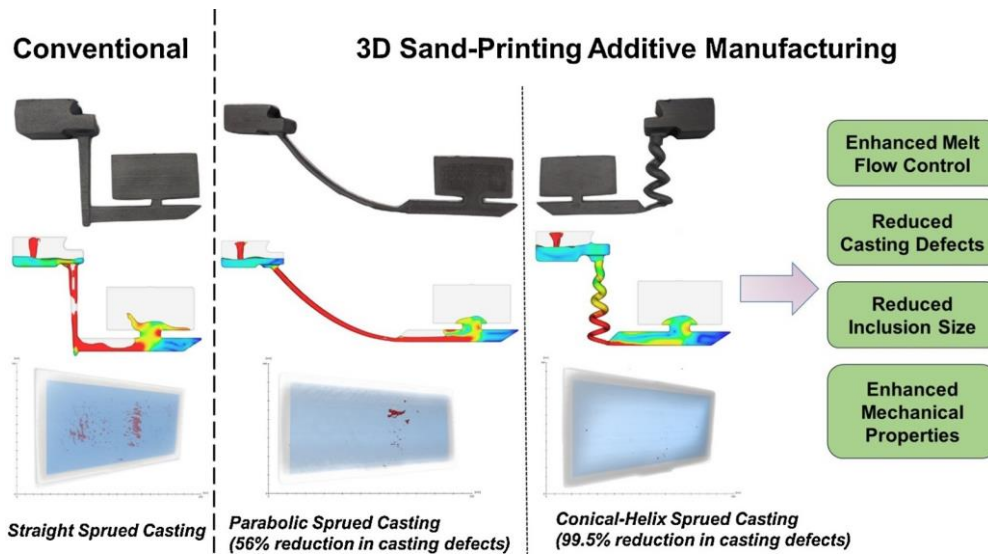 Conventional
3D Sand-Printing Additive Manufacturing
Enhanced Melt
Flow Control
Reduced
Casting Defects
Reduced
Inclusion Size
Enhanced
Mechanical
Properties
Straight Sprued Casting
Parabolic Sprued Casting
(56% reduction in casting defects)
Conical-Helix Sprued Casting
(99.5% reduction in casting defects)